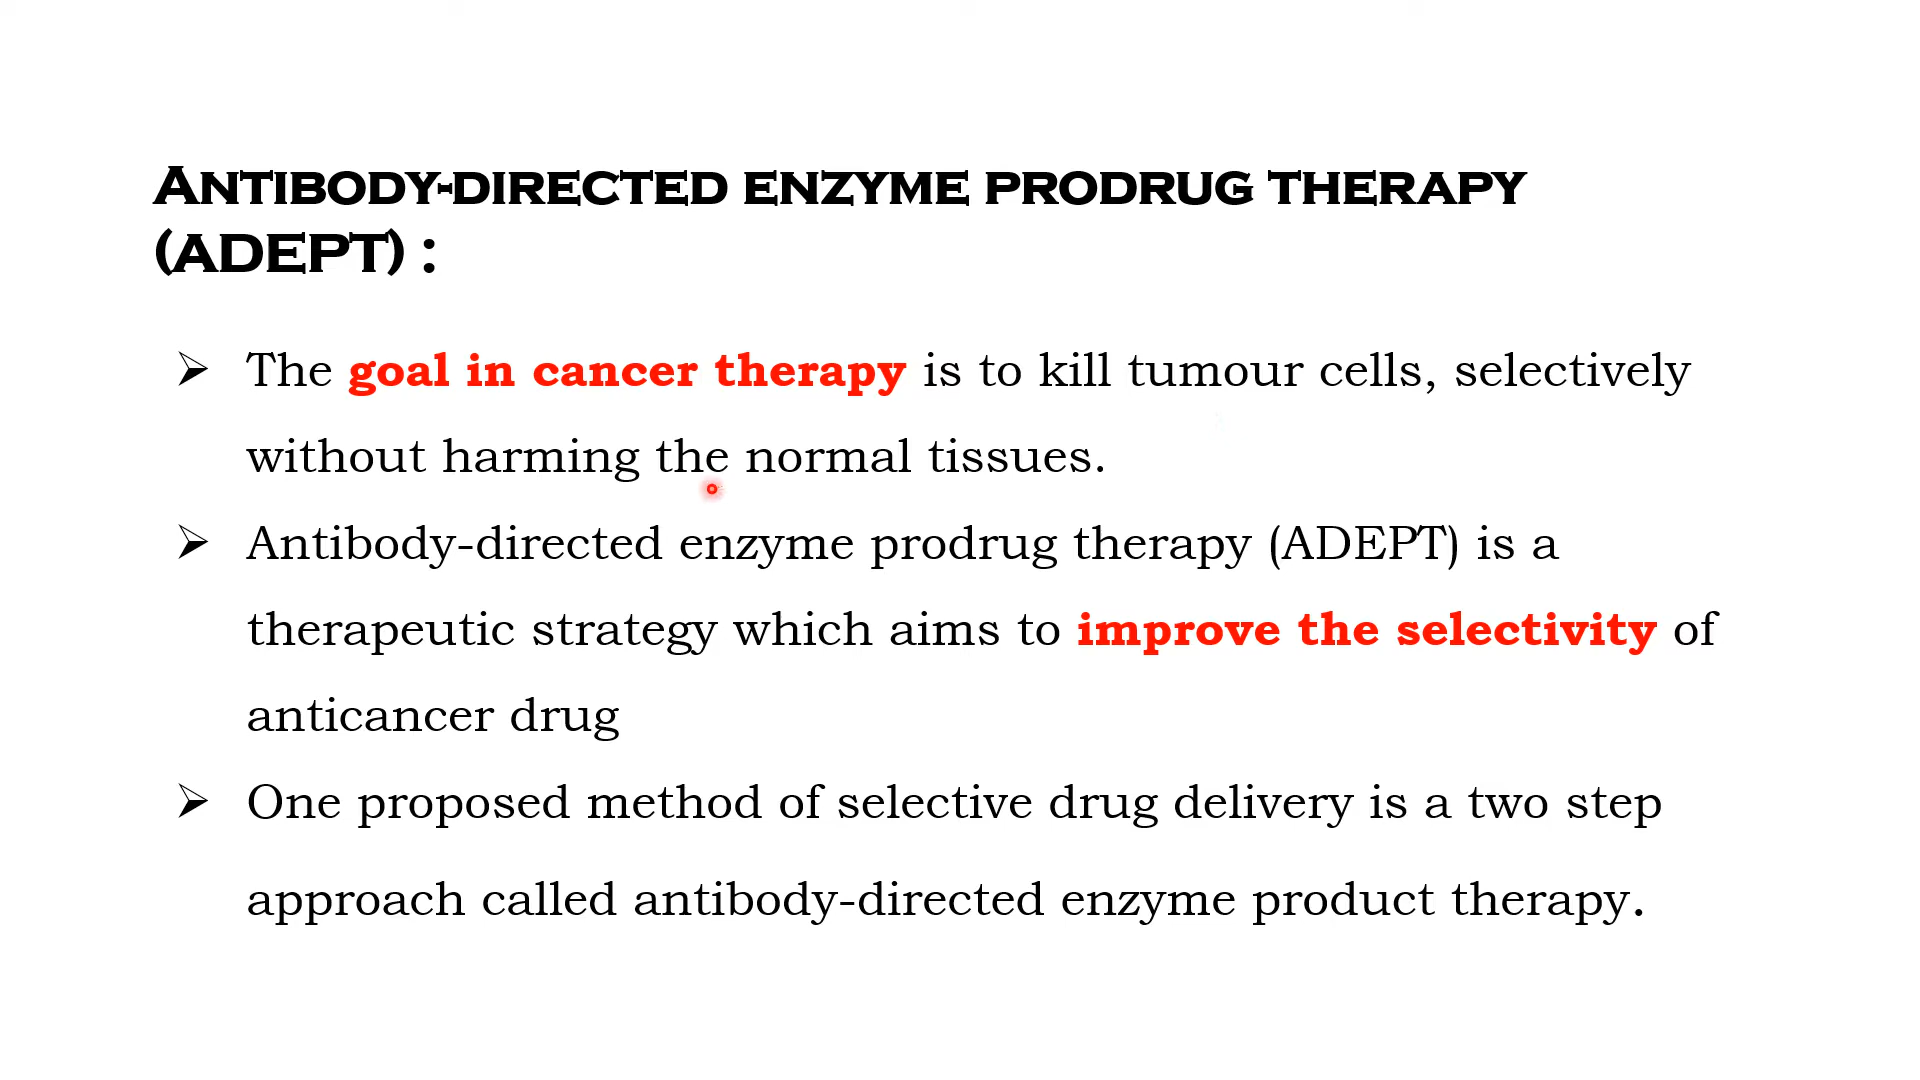 Antibody-directed enzyme prodrug therapy
(ADEPT) :
➢ The goal in cancer therapy is to kill tumour cells, selectively
without harming the normal tissues.
➢ Antibody-directed enzyme prodrug therapy (ADEPT) is a
therapeutic strategy which aims to improve the selectivity of
anticancer drug
➢ One proposed method of selective drug delivery is a two step
approach called antibody-directed enzyme product therapy.